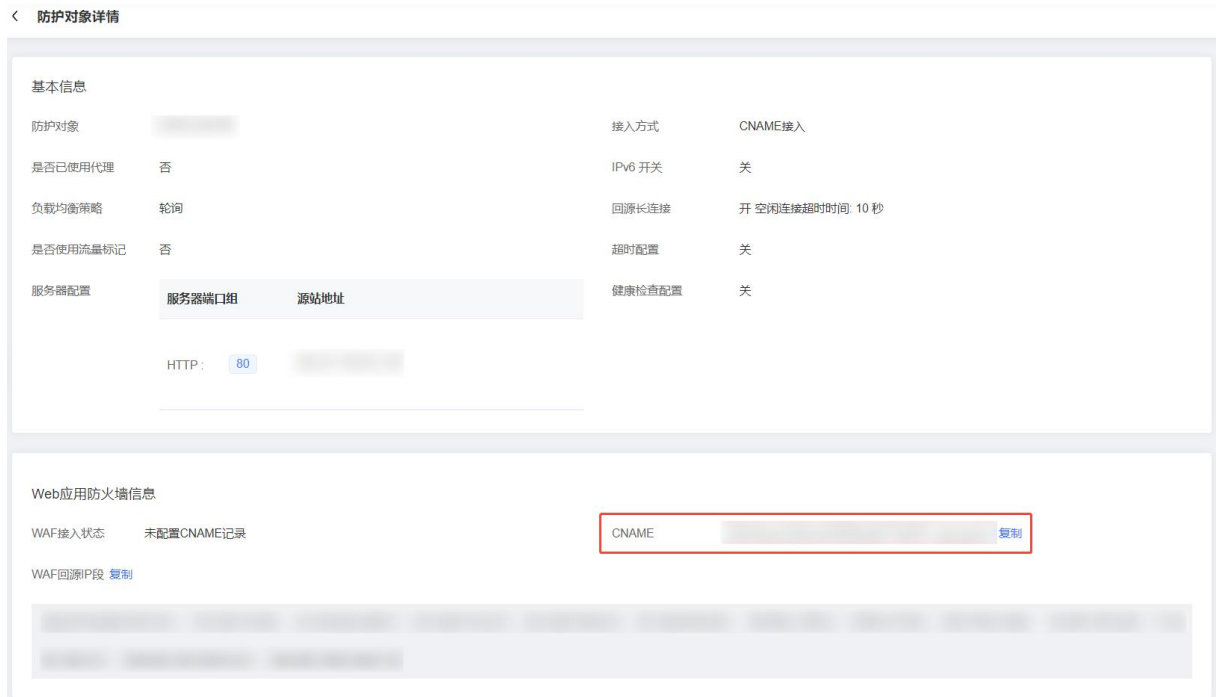 防护对象详情
基本信息
防护对象
接入方式 CNAME接入
是否已使用代理 否
IPv6 开关 关
负载均衡策略 轮询
回源长连接 开 空闲连接超时时间: 10 秒
是否使用流量标记 否
超时配置 关
服务器配置
服务器端口组 源站地址
健康检查配置 关
HTTP : 80
Web应用防火墙信息
WAF接入状态 未配置CNAME记录
CNAME 复制
WAF回源IP段 复制